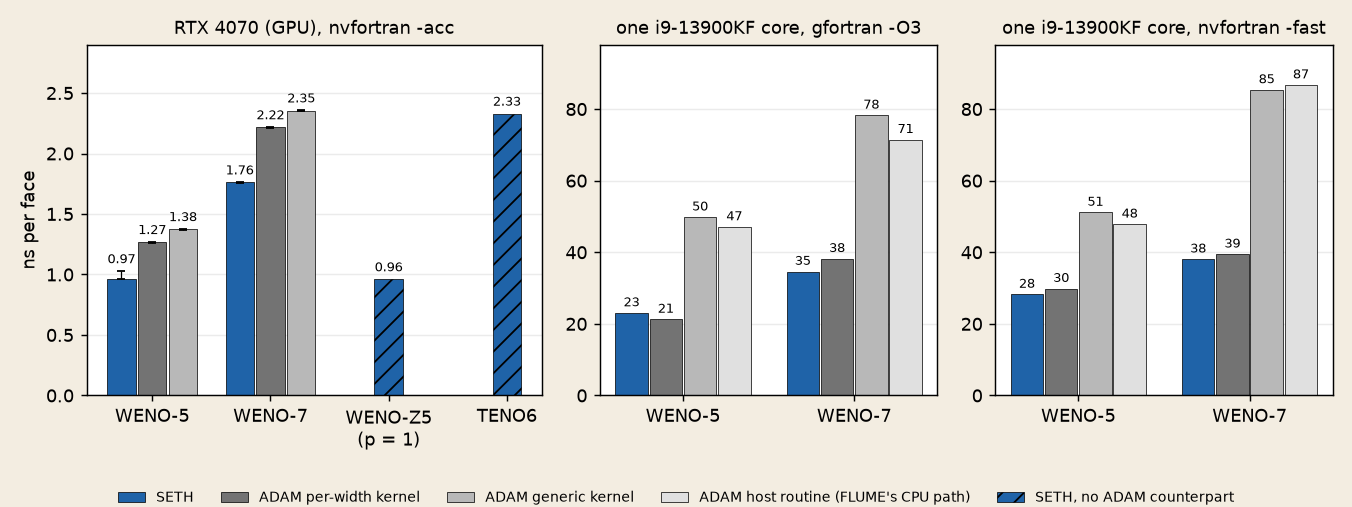 RTX 4070 (GPU), nvfortran -acc
ns per face
2.5
2.0
1.5
1.0
0.5
0.0
0.97
1.27
1.38
1.76
2.22
2.35
0.96
2.33
WENO-5
WENO-7
WENO-Z5
(p = 1)
TENO6
one i9-13900KF core, gfortran -O3
80
60
40
20
0
23
21
50
47
35
38
78
71
WENO-5
WENO-7
one i9-13900KF core, nvfortran -fast
80
60
40
20
0
28
30
51
48
38
39
85
87
WENO-5
WENO-7
SETH
ADAM per-width kernel
ADAM generic kernel
ADAM host routine (FLUME's CPU path)
SETH, no ADAM counterpart